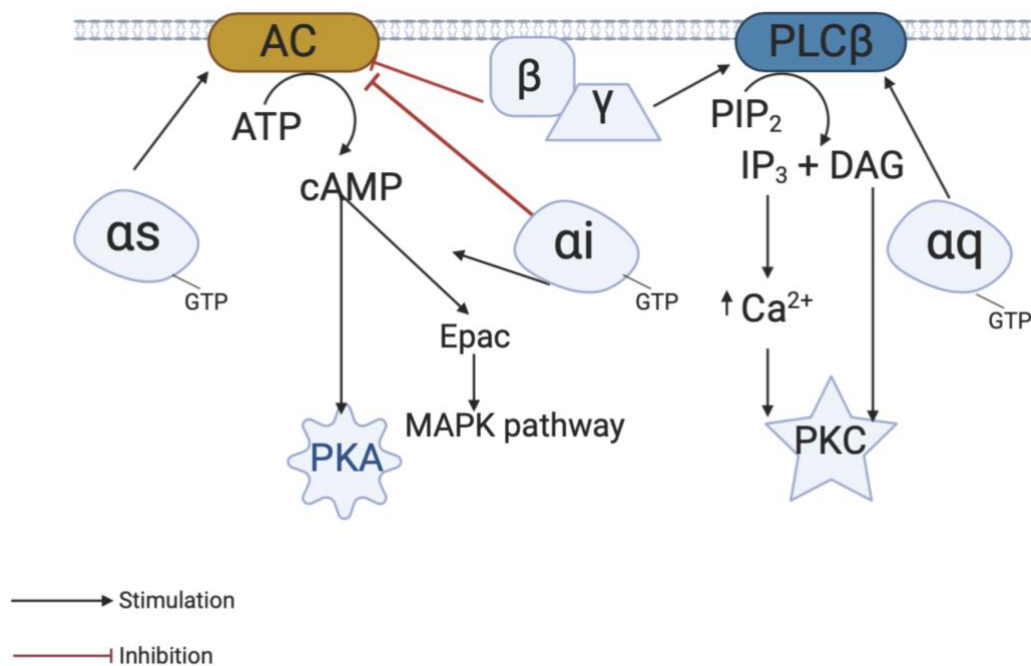 AC
PLCβ
β
γ
ATP
PIP₂
IP₃ + DAG
cAMP
αs
αi
αq
GTP
GTP
GTP
↑Ca²⁺
Epac
MAPK pathway
PKA
PKC
Stimulation
Inhibition